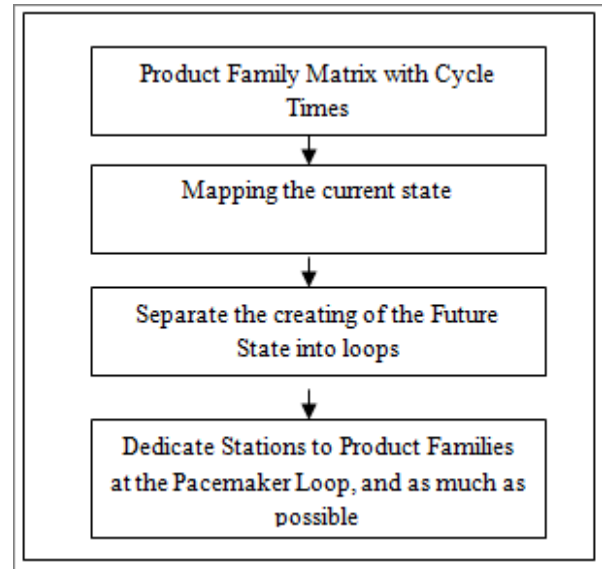 Product Family Matrix with Cycle
Times
Mapping the current state
Separate the creating of the Future
State into loops
Dedicate Stations to Product Families
at the Pacemaker Loop, and as much as
possible